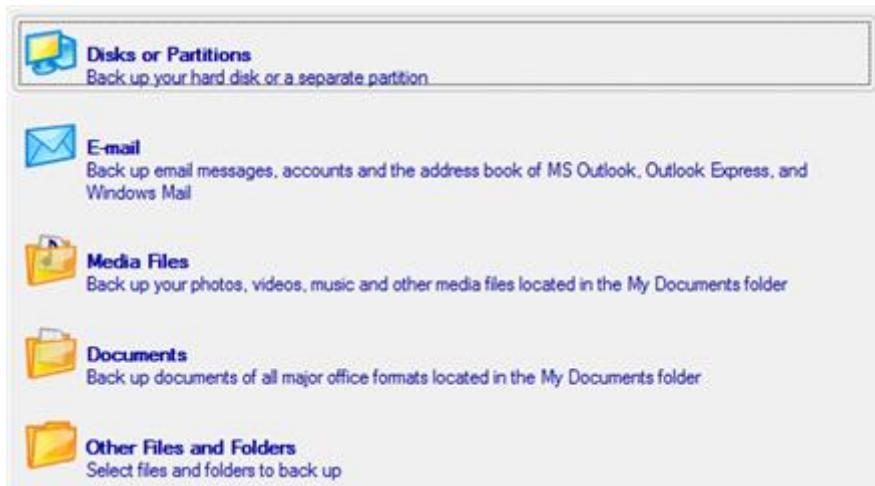 Disks or Partitions
Back up your hard disk or a separate partition
E-mail
Back up email messages, accounts and the address book of MS Outlook, Outlook Express, and
Windows Mail
Media Files
Back up your photos, videos, music and other media files located in the My Documents folder
Documents
Back up documents of all major office formats located in the My Documents folder
Other Files and Folders
Select files and folders to back up